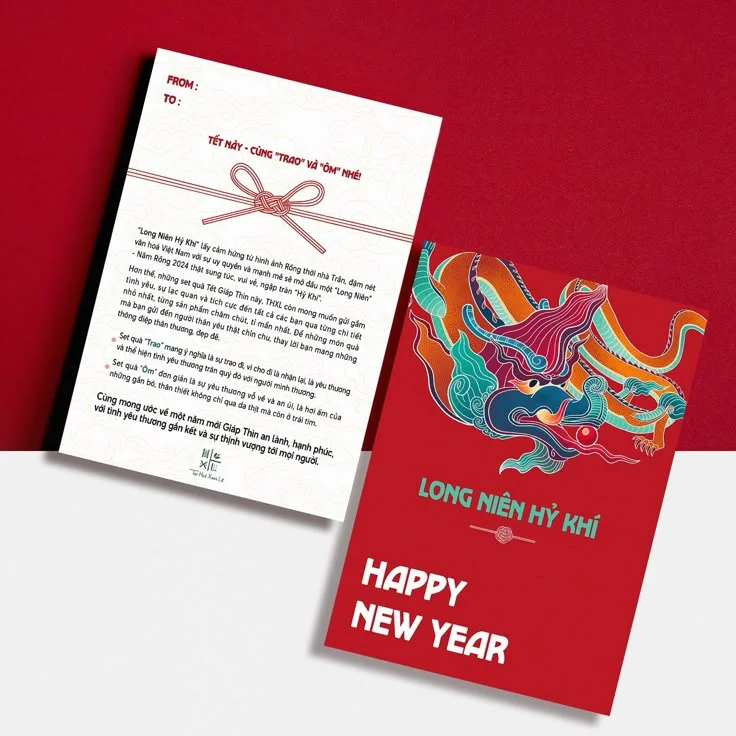 FROM :
TO :
TẾT NÀY - CÙNG "TRAO" VÀ "ÔM" NHÉ!
"Long Niên Hỷ Khí" lấy cảm hứng từ hình ảnh Rồng thời nhà Trần, đậm nét
văn hoá Việt Nam với sự uy quyền và mạnh mẽ sẽ mở đầu một "Long Niên"
- Năm Rồng 2024 thật sung túc, vui vẻ, ngập tràn "Hỷ Khí".
Hơn thế, những set quà Tết Giáp Thìn này, THXL còn mong muốn gửi gắm
tình yêu, sự lạc quan và tích cực đến tất cả các bạn qua từng chi tiết
nhỏ nhất, từng sản phẩm chăm chút, tỉ mẩn nhất. Để những món quà
mà bạn gửi đến người thân yêu thật chỉn chu, thay lời bạn mang những
thông điệp thân thương, đẹp đẽ.
Set quà "Trao" mang ý nghĩa là sự trao đi, vì cho đi là nhận lại, là yêu thương
và thể hiện tình yêu thương trân quý đó với người mình thương.
Set quà "Ôm" đơn giản là sự yêu thương vỗ về và an ủi, là hơi ấm của
những gắn bó, thân thiết không chỉ qua da thịt mà còn ở trái tim.
Cùng mong ước về một năm mới Giáp Thìn an lành, hạnh phúc,
với tình yêu thương gắn kết và sự thịnh vượng tới mọi người.
LONG NIÊN HỶ KHÍ
HAPPY
NEW YEAR